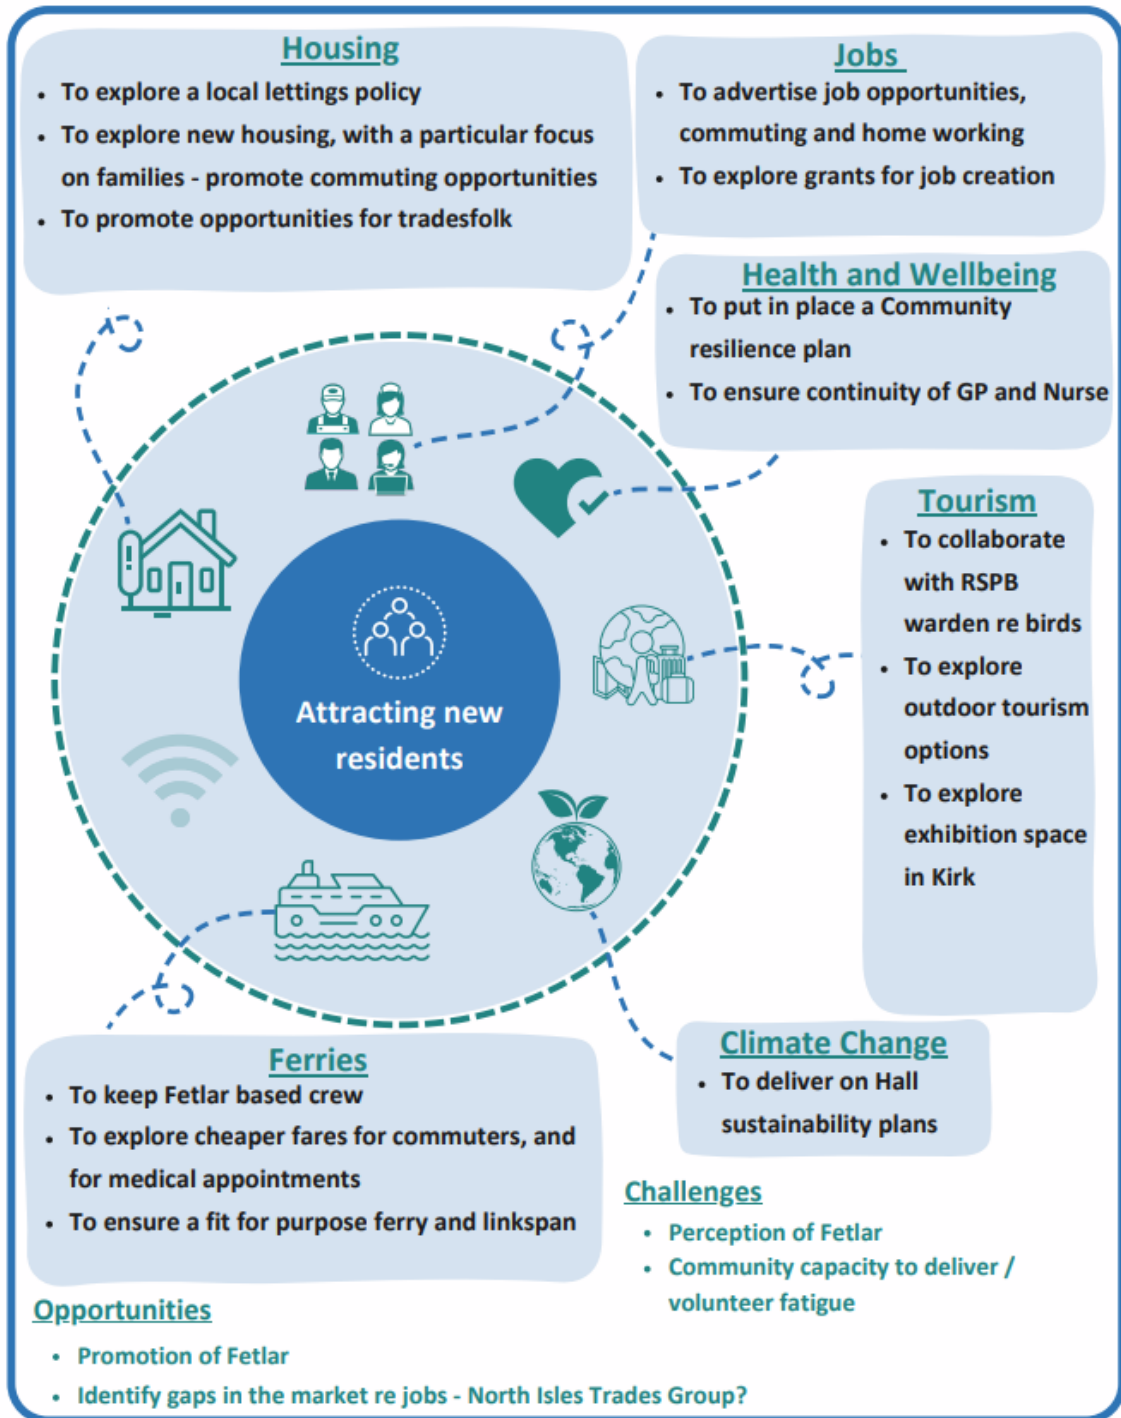 Housing
• To explore a local lettings policy
• To explore new housing, with a particular focus
on families - promote commuting opportunities
• To promote opportunities for tradesfolk
Jobs
• To advertise job opportunities,
commuting and home working
• To explore grants for job creation
Health and Wellbeing
• To put in place a Community
resilience plan
• To ensure continuity of GP and Nurse
Tourism
• To collaborate
with RSPB
warden re birds
• To explore
outdoor tourism
options
• To explore
exhibition space
in Kirk
Attracting new
residents
Climate Change
• To deliver on Hall
sustainability plans
Ferries
• To keep Fetlar based crew
• To explore cheaper fares for commuters, and
for medical appointments
• To ensure a fit for purpose ferry and linkspan
Challenges
• Perception of Fetlar
• Community capacity to deliver /
volunteer fatigue
Opportunities
• Promotion of Fetlar
• Identify gaps in the market re jobs - North Isles Trades Group?